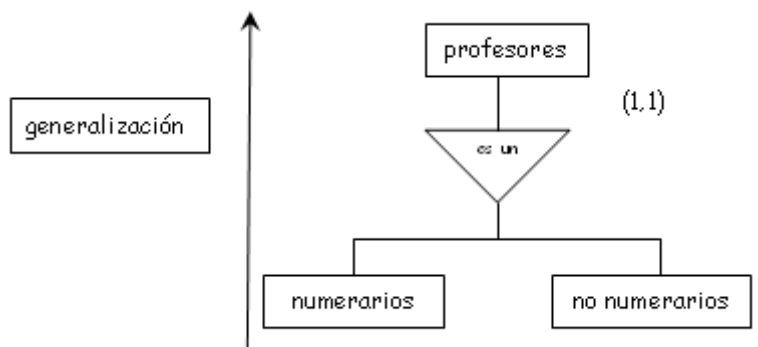 profesores
(1,1)
generalización
es un
numerarios
no numerarios